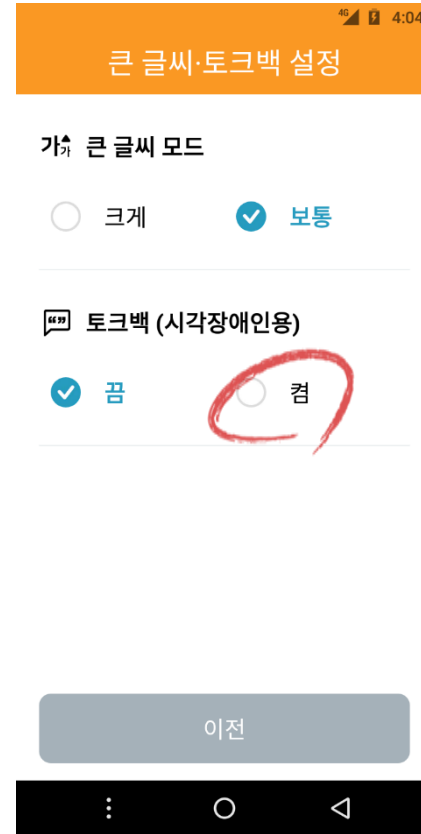 4G 4:04
큰 글씨·토크백 설정
가가 큰 글씨 모드
크게 보통
토크백 (시각장애인용)
끔 켬
이전